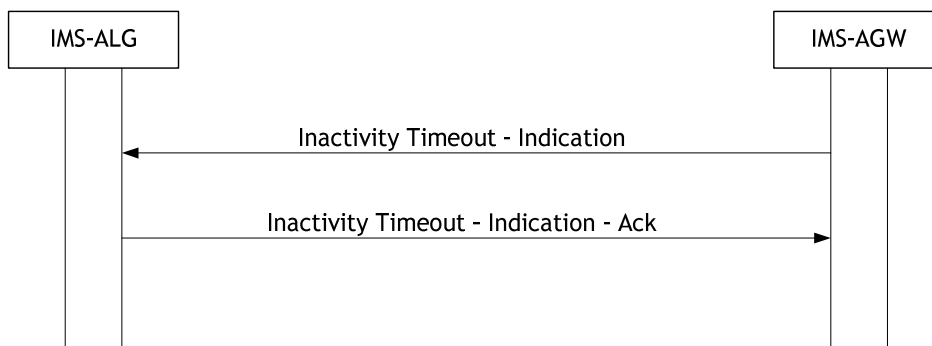 IMS-ALG
IMS-AGW
Inactivity Timeout - Indication
Inactivity Timeout – Indication - Ack